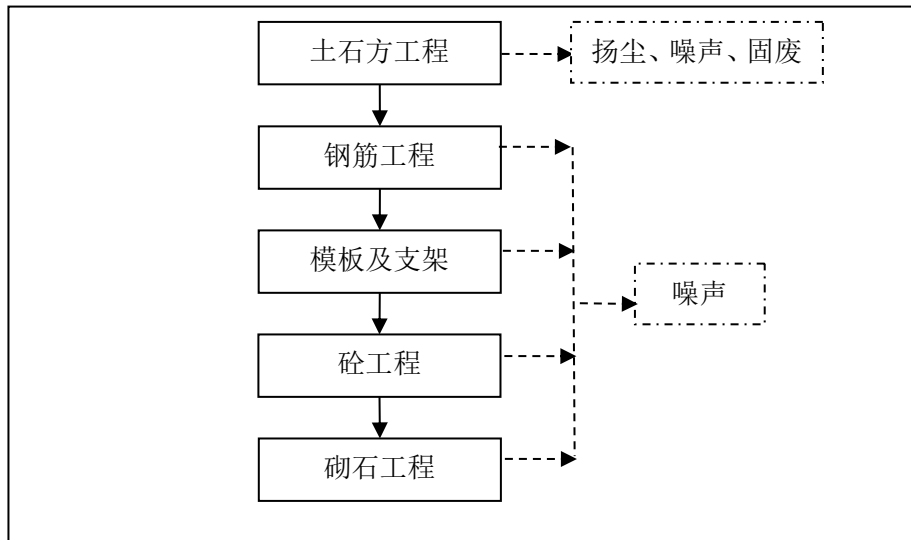 土石方工程
扬尘、噪声、固废
钢筋工程
模板及支架
噪声
砼工程
砌石工程